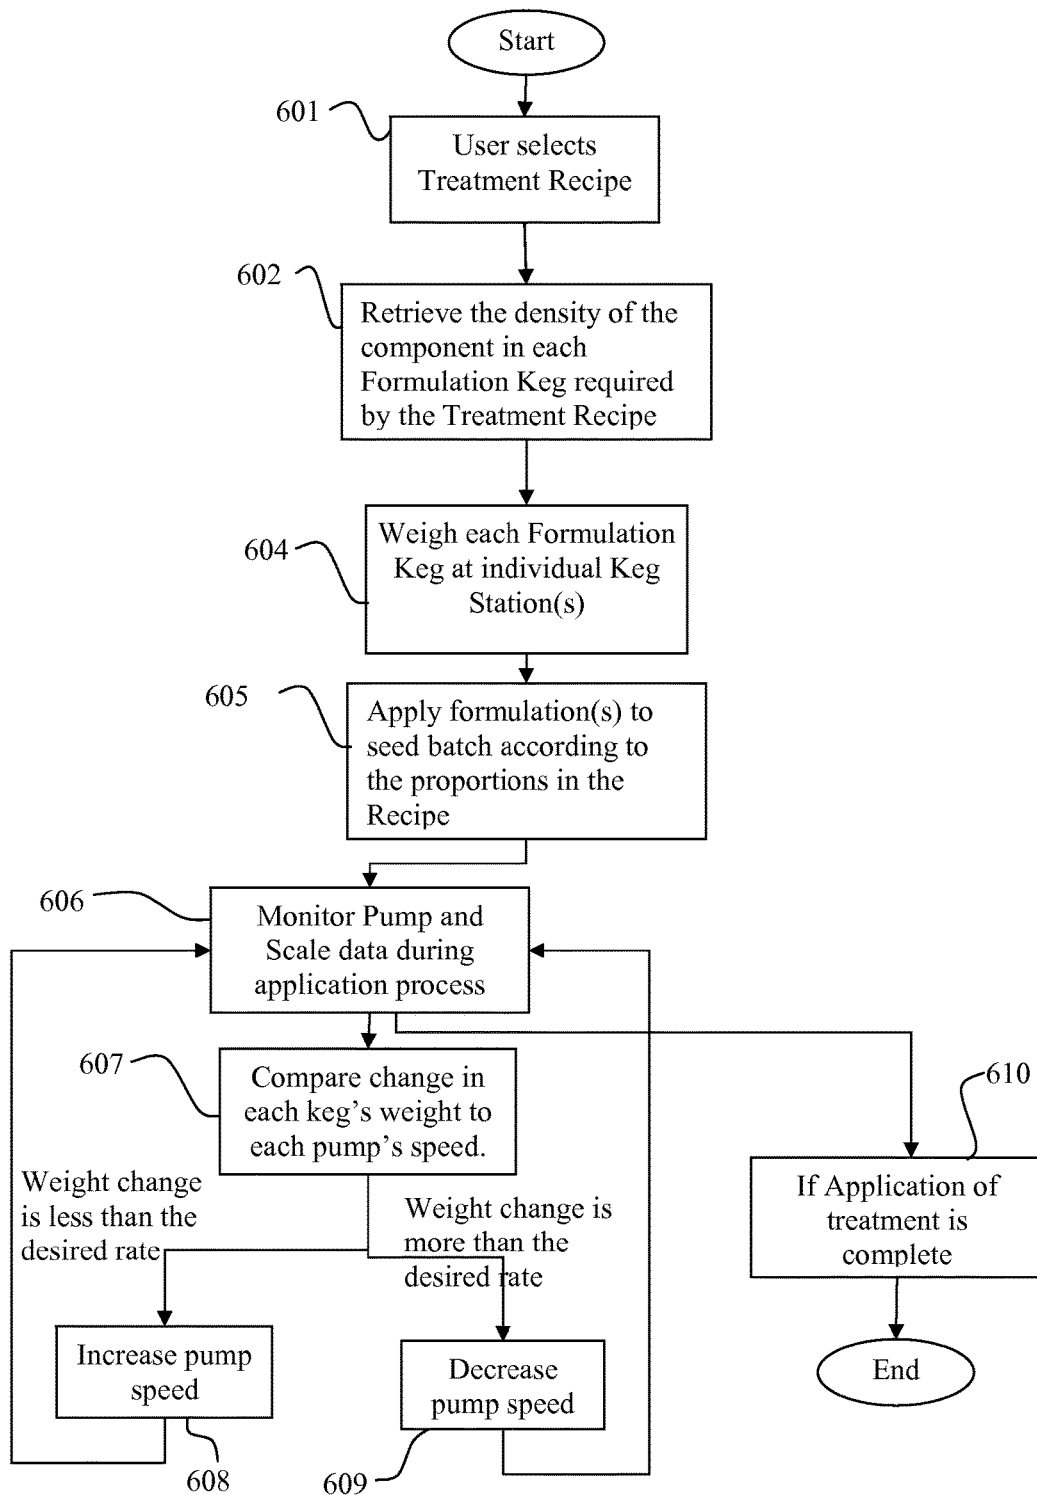 Start
601
User selects
Treatment Recipe
602
Retrieve the density of the
component in each
Formulation Keg required
by the Treatment Recipe
604
Weigh each Formulation
Keg at individual Keg
Station(s)
605
Apply formulation(s) to
seed batch according to
the proportions in the
Recipe
606
Monitor Pump and
Scale data during
application process
607
Compare change in
each keg’s weight to
each pump’s speed.
610
If Application of
treatment is
complete
Weight change
is less than the
desired rate
Weight change is
more than the
desired rate
Increase pump
speed
608
Decrease
pump speed
609
End